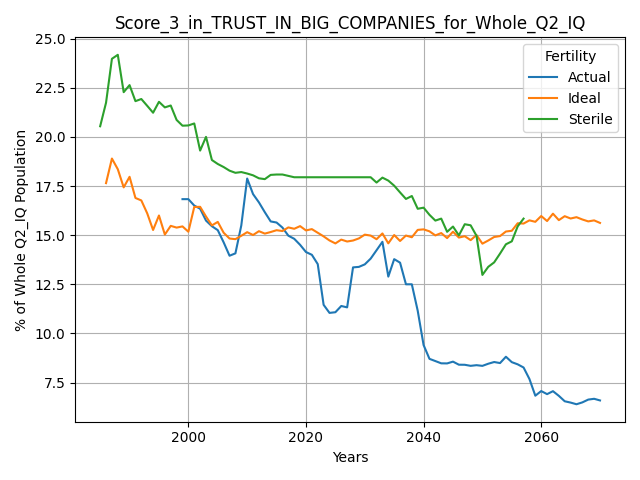 Score_3_in_TRUST_IN_BIG_COMPANIES_for_Whole_Q2_IQ
% of Whole Q2_IQ Population
25.0
22.5
20.0
17.5
15.0
12.5
10.0
7.5
Fertility
Actual
Ideal
Sterile
2000
2020
2040
2060
Years